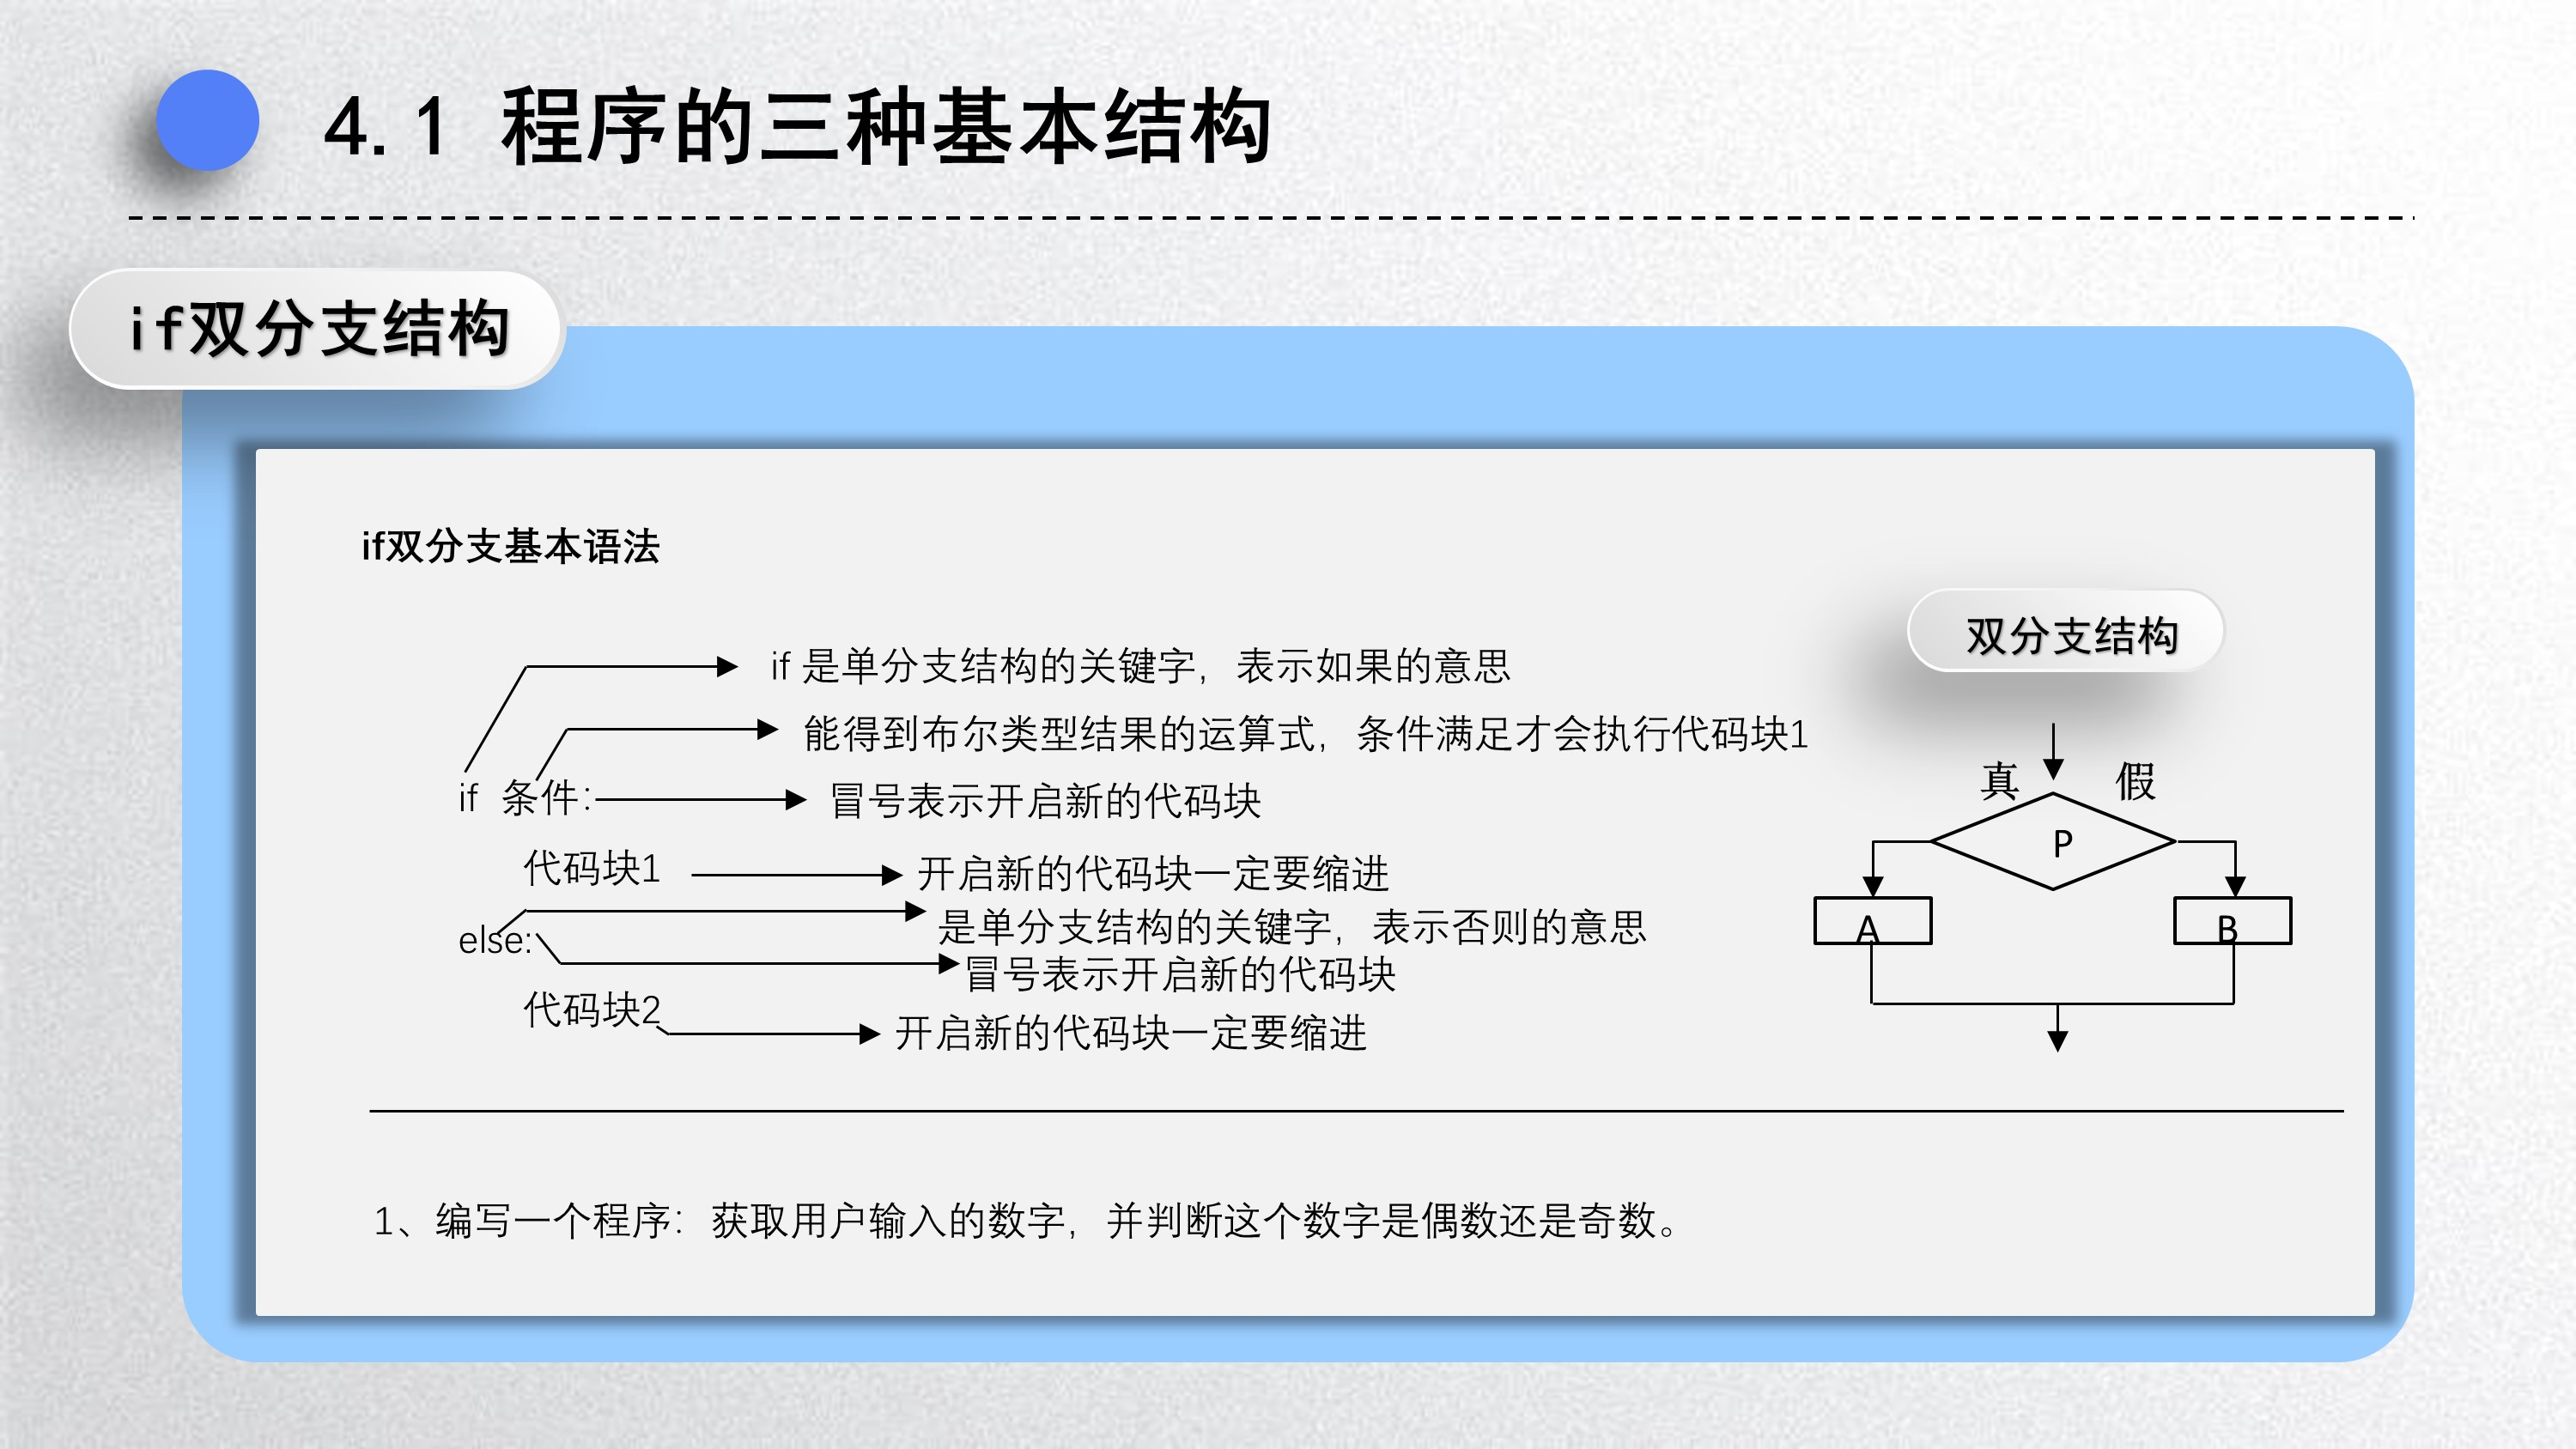 4.1 程序的三种基本结构
if双分支结构
if双分支基本语法
双分支结构
if 是单分支结构的关键字，表示如果的意思
能得到布尔类型结果的运算式，条件满足才会执行代码块1
真 假
if 条件: 冒号表示开启新的代码块
P
代码块1 开启新的代码块一定要缩进
A B
是单分支结构的关键字，表示否则的意思
else:
冒号表示开启新的代码块
代码块2
开启新的代码块一定要缩进
1、编写一个程序：获取用户输入的数字，并判断这个数字是偶数还是奇数。